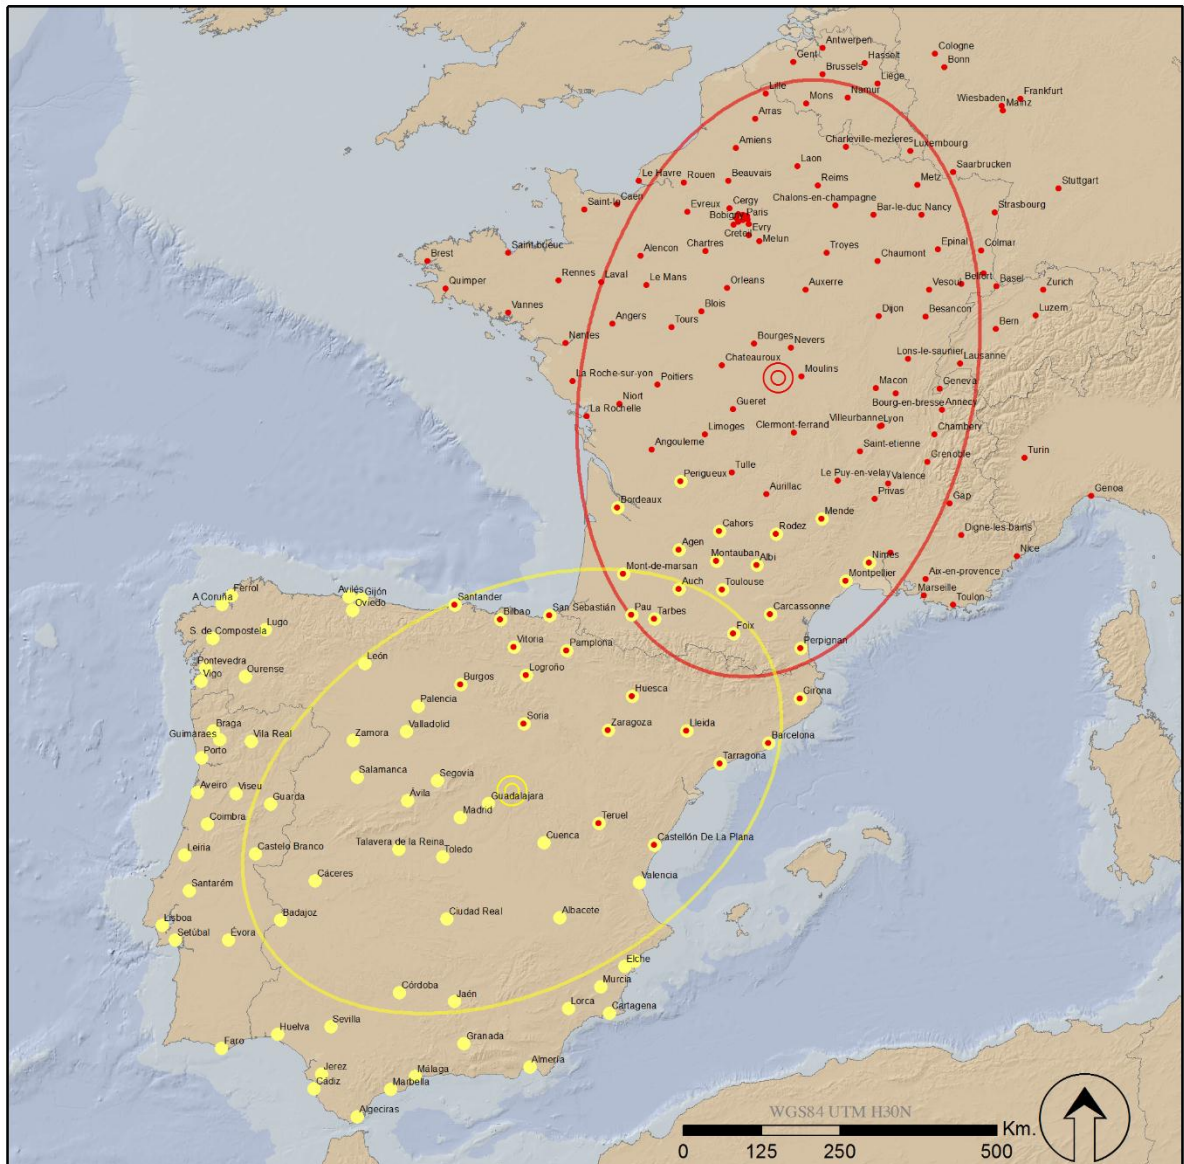 Antwerpen
Cologne
Gent
Hasselt
Bonn
Brussels
Liége
Lille
Mons
Namur
Frankfurt
Wiesbaden
Mainz
Arras
Amiens
Charleville-mezieres
Luxembourg
Laon
Saarbrucken
Le Havre
Rouen
Beauvais
Reims
Metz
Stuttgart
Saint-lo
Caen
Evreux
Cergy
Chalons-en-champagne
Bobigny
Paris
Bar-le-duc
Nancy
Strasbourg
Evry
Creteil
Melun
Saint-brieuc
Brest
Alencon
Chartres
Troyes
Chaumont
Epinal
Colmar
Rennes
Laval
Le Mans
Orleans
Auxerre
Vesoul
Belfort
Basel
Zurich
Quimper
Vannes
Angers
Blois
Tours
Dijon
Besancon
Luzern
Bern
Nantes
Bourges
Nevers
Chateauroux
Lons-le-saunier
Lausanne
La Roche-sur-yon
Poitiers
Moulins
Macon
Geneva
Niort
Bourg-en-bresse
Annecy
La Rochelle
Gueret
Villeurbanne
Lyon
Limoges
Clemont-ferrand
Chambery
Angouleme
Saint-etienne
Turin
Perigueux
Tulle
Grenoble
Le Puy-en-velay
Valence
Aurillac
Privas
Genoa
Bordeaux
Gap
Mende
Cahors
Rodez
Digne-les-bains
Agen
Montauban
Albi
Nimes
Nice
Mont-de-marsan
Montpellier
Aix-en-provence
Auch
Toulouse
Marseille
Toulon
Ferrol
A Coruña
Avilés
Gijón
Oviedo
Santander
Bilbao
San Sebastián
Pau
Tarbes
Carcassonne
Lugo
S. de Compostela
Foix
Vitoria
Pamplona
Perpignan
Pontevedra
Vigo
Ourense
León
Logroño
Burgos
Huesca
Girona
Palencia
Soria
Zaragoza
Lleida
Braga
Guimaraes
Vila Real
Zamora
Valladolid
Barcelona
Porto
Tarragona
Salamanca
Segovia
Aveiro
Viseu
Guarda
Ávila
Guadalajara
Madrid
Coimbra
Teruel
Leiria
Castelo Branco
Talavera de la Reina
Toledo
Cuenca
Castellón De La Plana
Cáceres
Valencia
Santarém
Lisboa
Badajoz
Ciudad Real
Albacete
Setúbal
Évora
Elche
Córdoba
Jaén
Murcia
Lorca
Cartagena
Huelva
Sevilla
Faro
Granada
Jerez
Málaga
Almería
Cádiz
Marbella
Algeciras
WGS84 UTM H30N
Km.
0 125 250 500